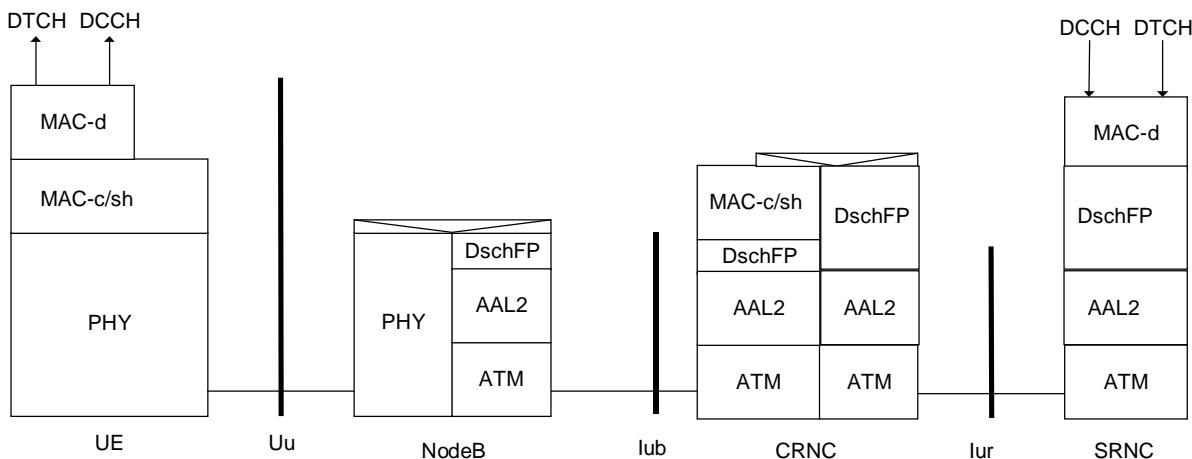 DTCH DCCH
DCCH DTCH
MAC-d
MAC-d
MAC-c/sh
MAC-c/sh
DschFP
DschFP
DschFP
DschFP
PHY
PHY
AAL2
AAL2
AAL2
AAL2
ATM
ATM
ATM
ATM
UE
Uu
NodeB
Iub
CRNC
Iur
SRNC